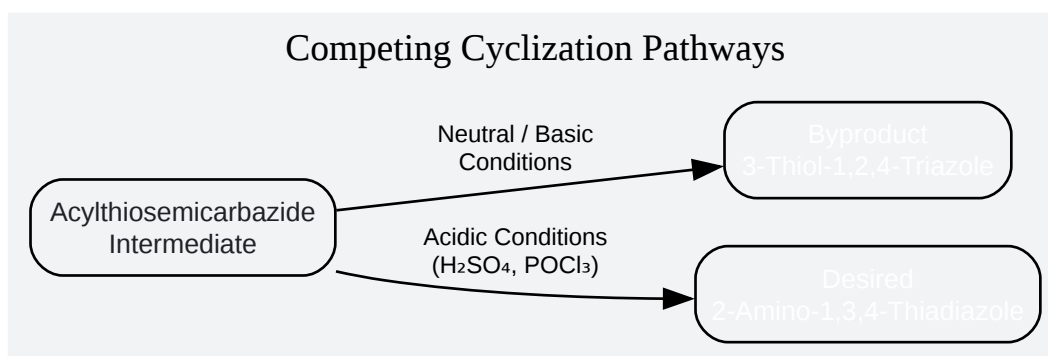 Competing Cyclization Pathways
Neutral / Basic
Conditions
Byproduct
3-Thiol-1,2,4-Triazole
Acylthiosemicarbazide
Intermediate
Acidic Conditions
(H₂SO₄, POCl₃)
Desired
2-Amino-1,3,4-Thiadiazole